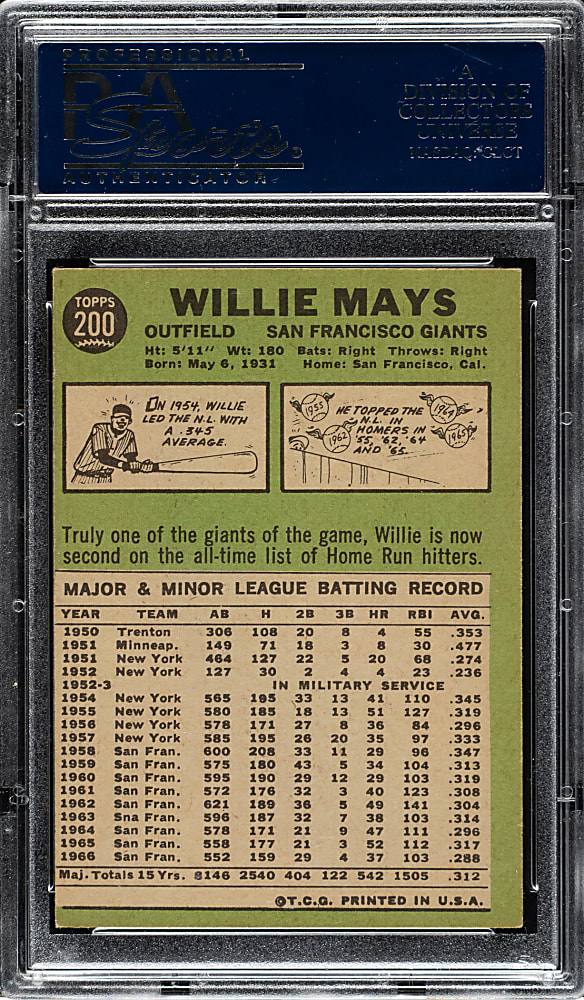 PROFESSIONAL
PSA
Sports
AUTHENTICATOR
A
DIVISION OF
COLLECTORS
UNIVERSE
NASDAQ: CLCT
TOPPS
200
WILLIE MAYS
OUTFIELD SAN FRANCISCO GIANTS
Ht: 5'11" Wt: 180 Bats: Right Throws: Right
Born: May 6, 1931 Home: San Francisco, Cal.
ON 1954, WILLIE
LED THE N.L. WITH
A .345
AVERAGE.
1955
1962
HE TOPPED THE
N.L. IN
HOMERS IN
'55, '62, '64
AND '65.
1964
1965
Truly one of the giants of the game, Willie is now
second on the all-time list of Home Run hitters.
MAJOR & MINOR LEAGUE BATTING RECORD
YEAR TEAM AB H 2B 3B HR RBI AVG.
1950 Trenton 306 108 20 8 4 55 .353
1951 Minneap. 149 71 18 3 8 30 .477
1951 New York 464 127 22 5 20 68 .274
1952 New York 127 30 2 4 4 23 .236
1952-3 IN MILITARY SERVICE
1954 New York 565 195 33 13 41 110 .345
1955 New York 580 185 18 13 51 127 .319
1956 New York 578 171 27 8 36 84 .296
1957 New York 585 195 26 20 35 97 .333
1958 San Fran. 600 208 33 11 29 96 .347
1959 San Fran. 575 180 43 5 34 104 .313
1960 San Fran. 595 190 29 12 29 103 .319
1961 San Fran. 572 176 32 3 40 123 .308
1962 San Fran. 621 189 36 5 49 141 .304
1963 Sna Fran. 596 187 32 7 38 103 .314
1964 San Fran. 578 171 21 9 47 111 .296
1965 San Fran. 558 177 21 3 52 112 .317
1966 San Fran. 552 159 29 4 37 103 .288
Maj. Totals 15 Yrs. 8146 2540 404 122 542 1505 .312
©T.C.G. PRINTED IN U.S.A.